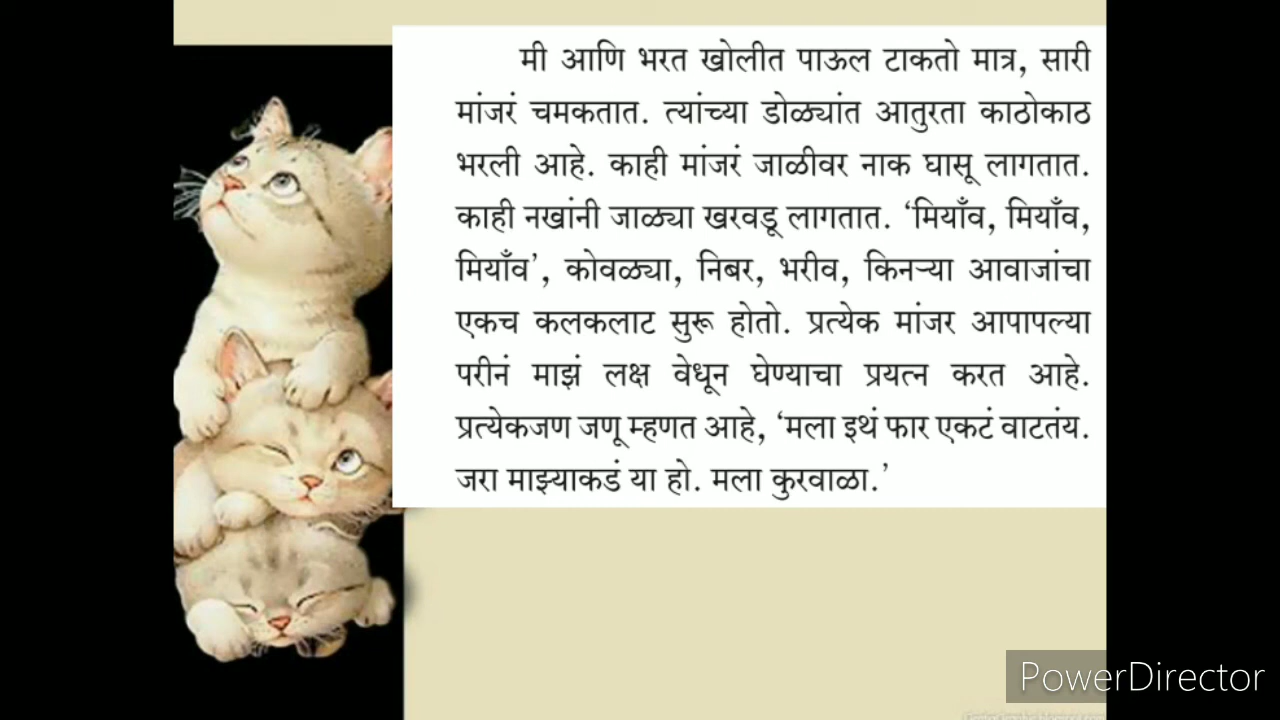 मी आणि भरत खोलीत पाऊल टाकतो मात्र, सारी
मांजरं चमकतात. त्यांच्या डोळ्यांत आतुरता काठोकाठ
भरली आहे. काही मांजरं जाळीवर नाक घासू लागतात.
काही नखांनी जाळ्या खरवडू लागतात. ‘मियाँव, मियाँव,
मियाँव’, कोवळ्या, निबर, भरीव, किनऱ्या आवाजांचा
एकच कलकलाट सुरू होतो. प्रत्येक मांजर आपापल्या
परीनं माझं लक्ष वेधून घेण्याचा प्रयत्न करत आहे.
प्रत्येकजण जणू म्हणत आहे, ‘मला इथं फार एकटं वाटतंय.
जरा माझ्याकडं या हो. मला कुरवाळा.’
PowerDirector